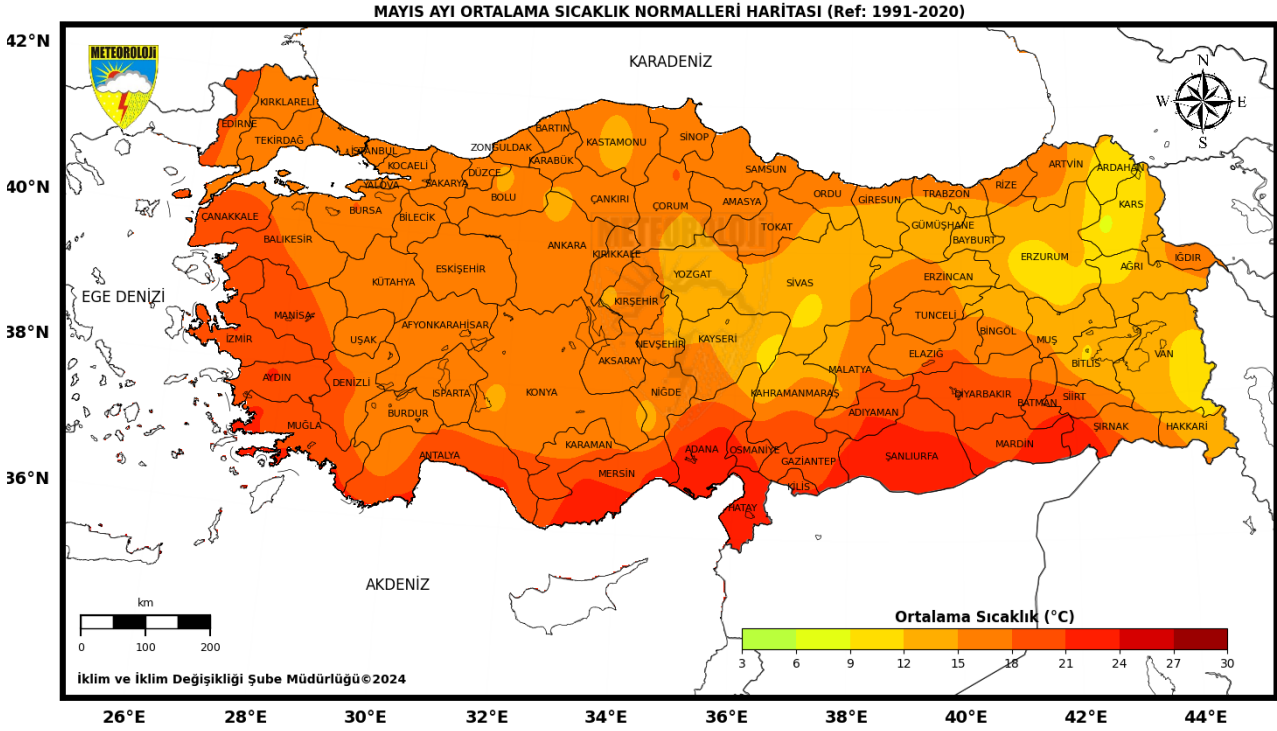 MAYIS AYI ORTALAMA SICAKLIK NORMALLERİ HARİTASI (Ref: 1991-2020)
42°N
40°N
38°N
36°N
METEOROLOJİ
KARADENİZ
N
W E
S
KIRKLARELİ
EDİRNE
TEKİRDAĞ
İSTANBUL
KOCAELİ
YALOVA
SAKARYA
DÜZCE
ZONGULDAK
BARTIN
KARABÜK
KASTAMONU
SİNOP
SAMSUN
BOLU
ÇANKIRI
ÇORUM
AMASYA
TOKAT
ORDU
GİRESUN
TRABZON
RİZE
ARTVİN
ARDAHAN
KARS
ÇANAKKALE
BURSA
BİLECİK
BALIKESİR
ESKİŞEHİR
KÜTAHYA
ANKARA
KIRIKKALE
METEOROLOJİ
YOZGAT
SİVAS
GÜMÜŞHANE
BAYBURT
ERZURUM
ERZİNCAN
AĞRI
IĞDIR
EGE DENİZİ
MANİSA
İZMİR
UŞAK
AFYONKARAHİSAR
KIRŞEHİR
NEVŞEHİR
KAYSERİ
AKSARAY
TUNCELİ
BİNGÖL
MUŞ
ELAZIĞ
BİTLİS
VAN
AYDIN
DENİZLİ
ISPARTA
BURDUR
KONYA
NİĞDE
KAHRAMANMARAŞ
MALATYA
DİYARBAKIR
BATMAN
SİİRT
ADIYAMAN
ŞIRNAK
HAKKARİ
MUĞLA
ANTALYA
KARAMAN
MERSİN
ADANA
OSMANİYE
GAZİANTEP
KİLİS
ŞANLIURFA
MARDİN
HATAY
AKDENİZ
km
0 100 200
Ortalama Sıcaklık (°C)
3 6 9 12 15 18 21 24 27 30
İklim ve İklim Değişikliği Şube Müdürlüğü©2024
26°E 28°E 30°E 32°E 34°E 36°E 38°E 40°E 42°E 44°E